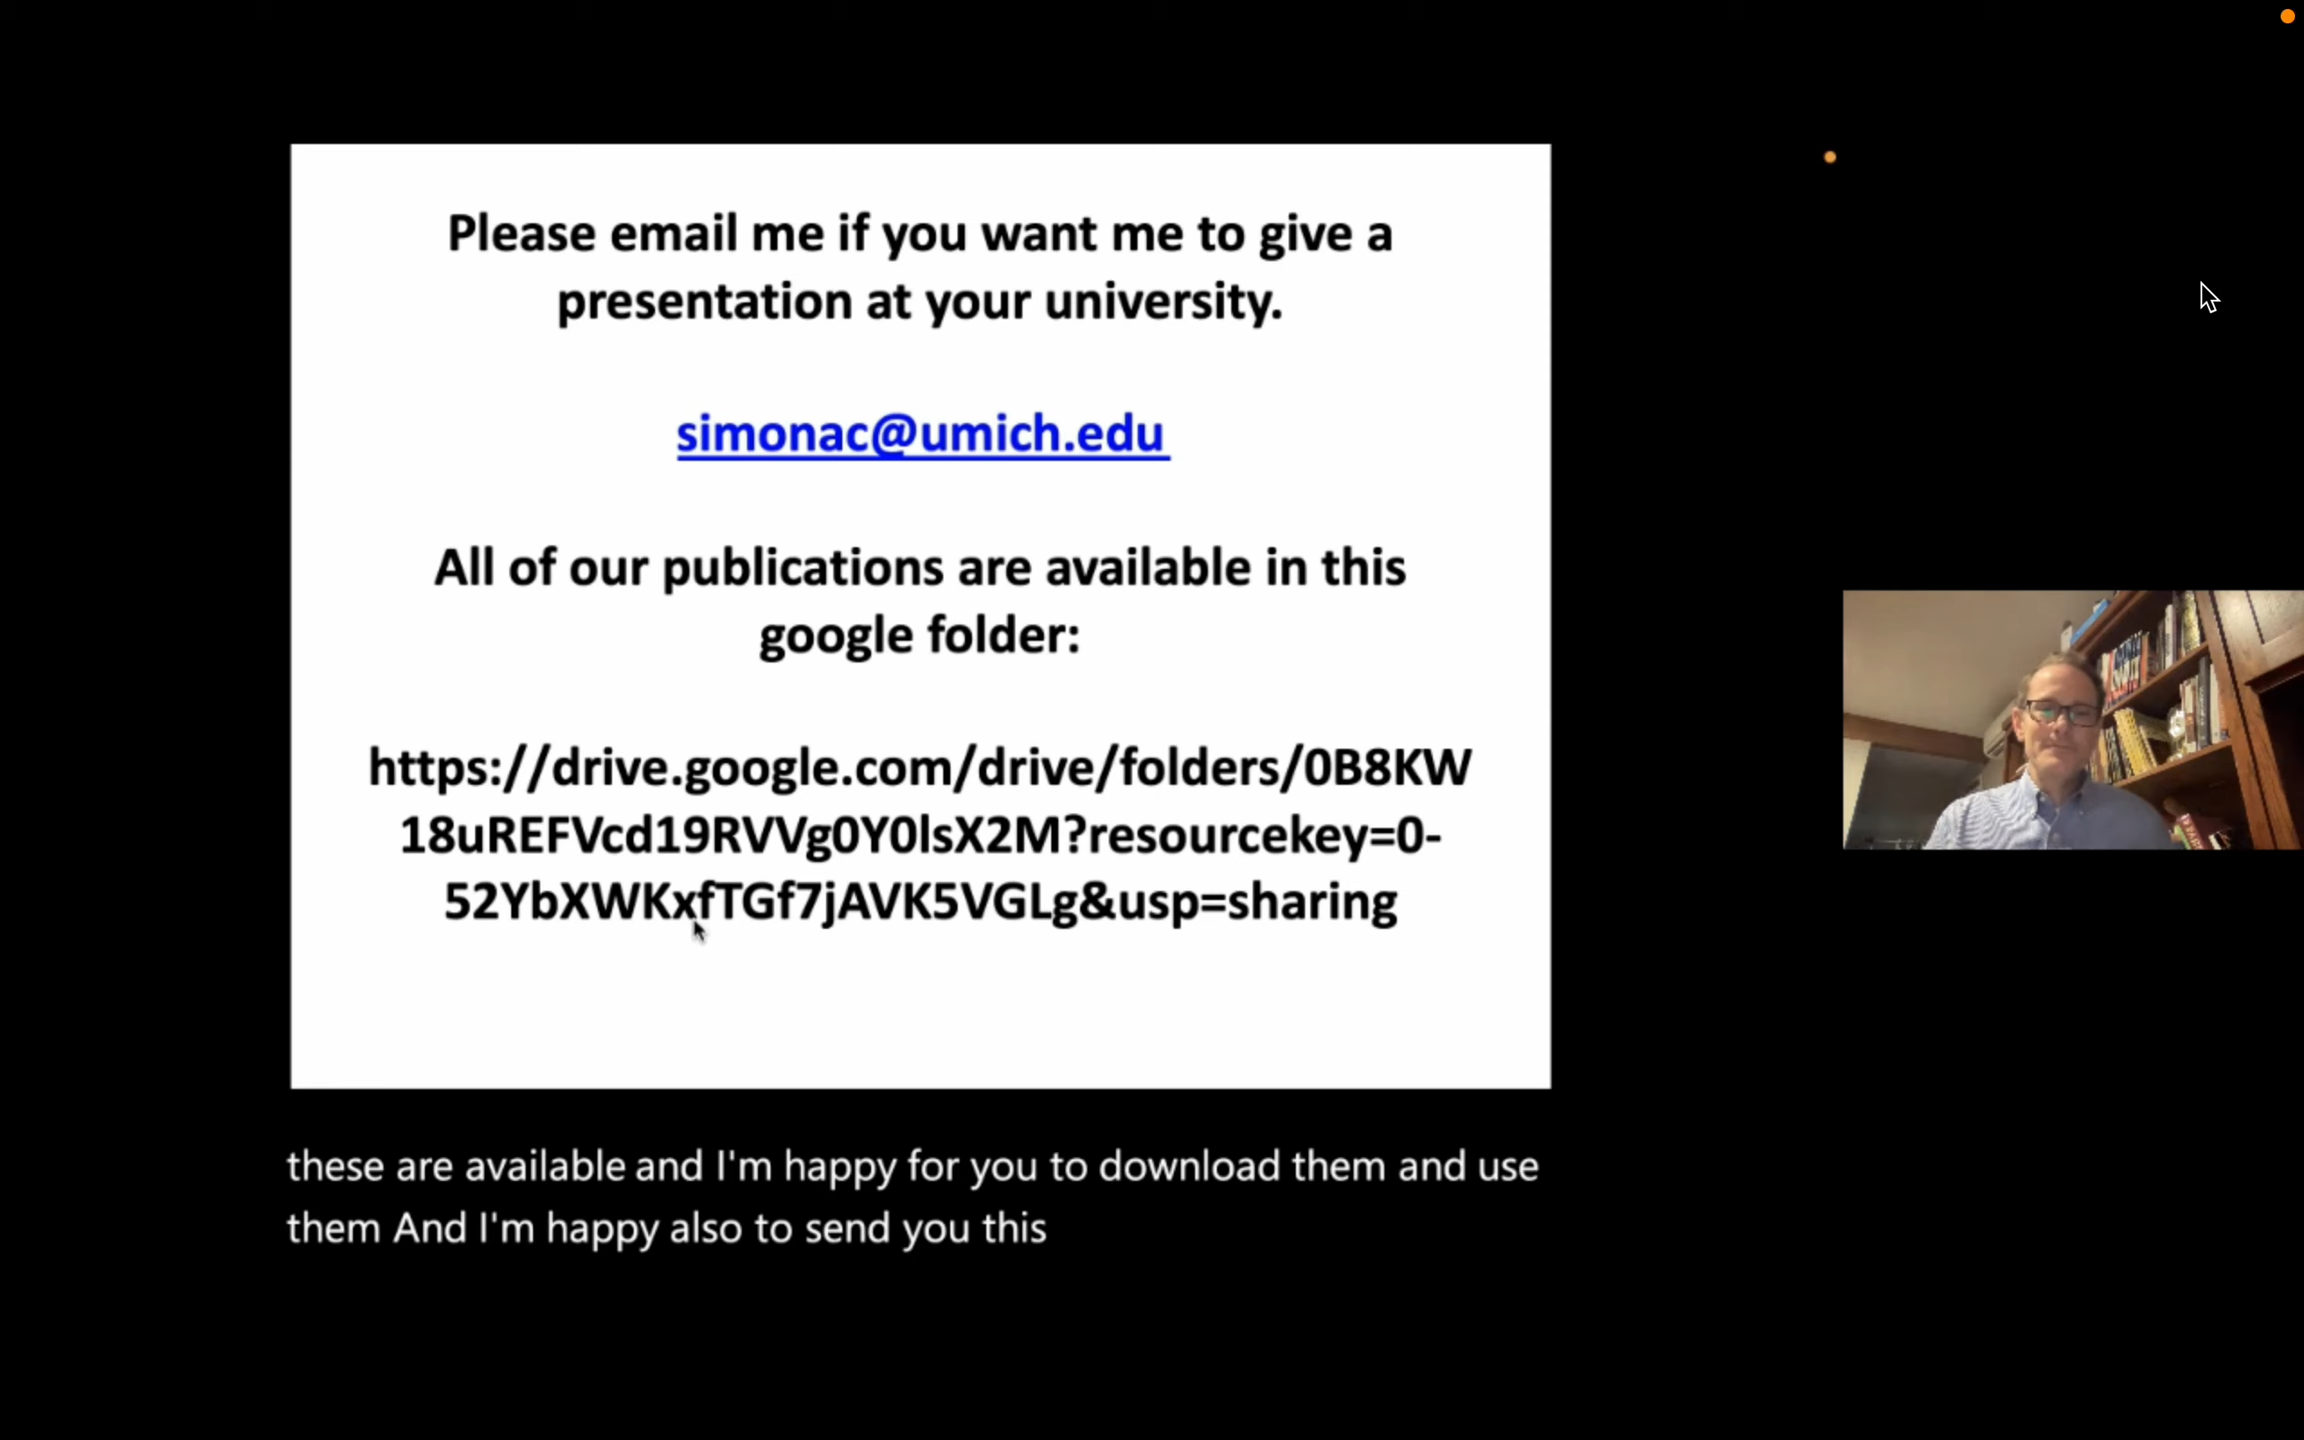 Please email me if you want me to give a
presentation at your university.
simonac@umich.edu
All of our publications are available in this
google folder:
https://drive.google.com/drive/folders/0B8KW
18uREFVcd19RVVg0Y0lsX2M?resourcekey=0-
52YbXWKxfTGf7jAVK5VGLg&usp=sharing
these are available and I'm happy for you to download them and use
them And I'm happy also to send you this